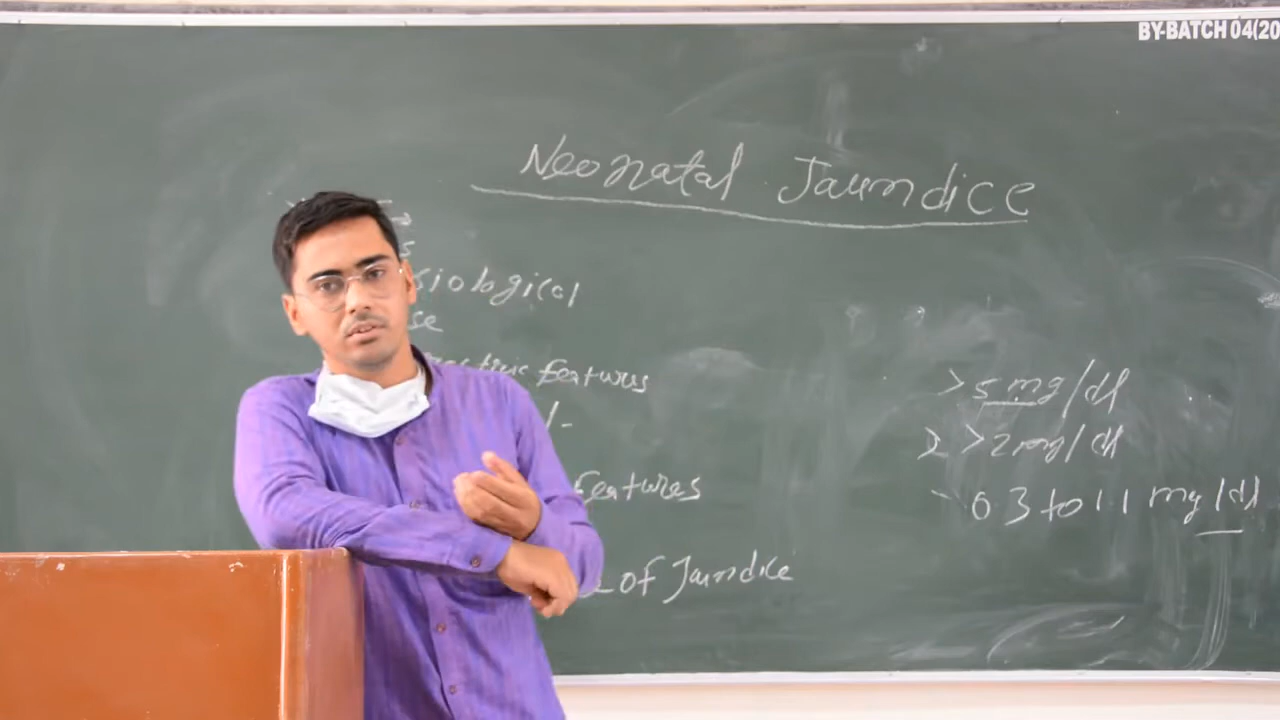 BY-BATCH 04(20
Neonatal Jaundice
siological
se
features
Features
of Jaundice
> 5 mg/dl
> 2 mg/dl
0 3 to 1 1 mg/dl